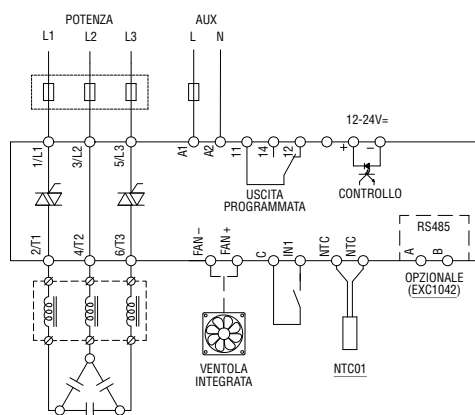 POTENZA
AUX
L1 L2 L3 L N
12-24V=
1/L1 3/L2 5/L3 A1 A2 11 14 12 + -
USCITA
PROGRAMMATA
CONTROLLO
RS485
2/T1 4/T2 6/T3 FAN- FAN+ C IN1 NTC NTC A B
OPZIONALE
(EXC1042)
VENTOLA
INTEGRATA
NTC01